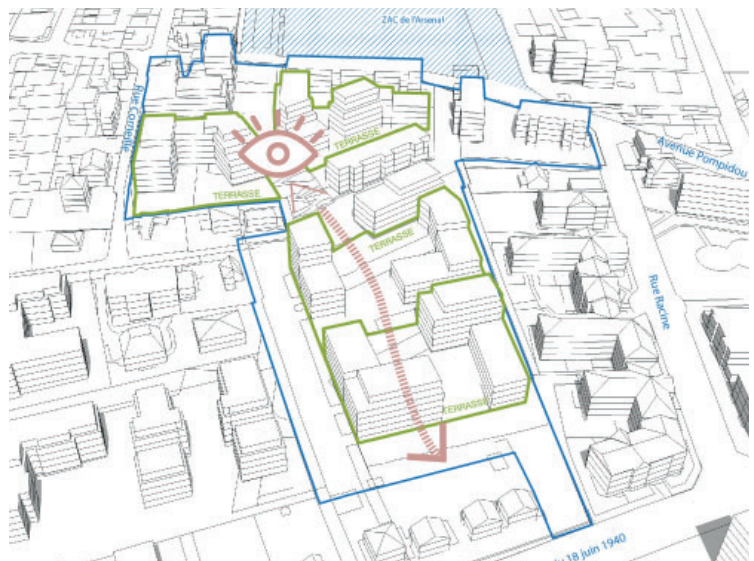 ZAC de l'Arsenal
Rue Corneille
Avenue Pompidou
TERRASSE
TERRASSE
TERRASSE
Rue Racine
TERRASSE
18 juin 1940